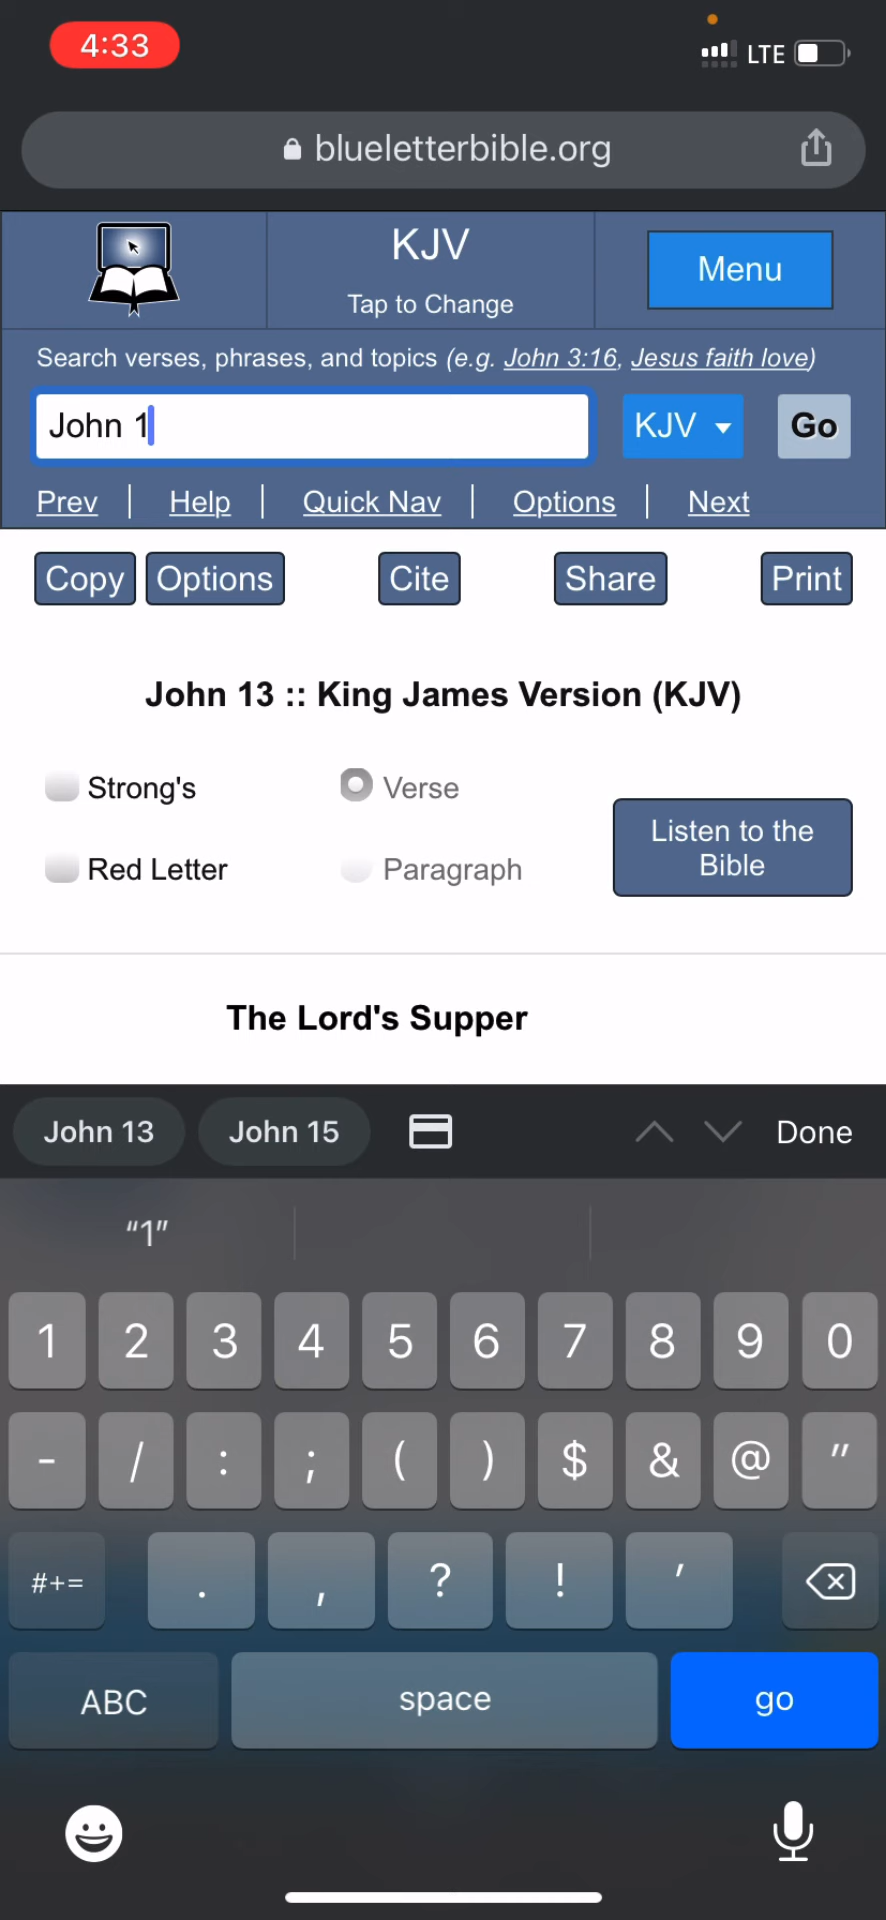 4:33
LTE
blueletterbible.org
KJV
Tap to Change
Menu
Search verses, phrases, and topics (e.g. John 3:16, Jesus faith love)
John 1
KJV
Go
Prev | Help | Quick Nav | Options | Next
Copy Options Cite Share Print
John 13 :: King James Version (KJV)
Strong's Verse
Listen to the Bible
Red Letter Paragraph
The Lord's Supper
John 13 John 15 Done
“1”
1 2 3 4 5 6 7 8 9 0
- / : ; ( ) $ & @ "
#+= . , ? ! '
ABC space go